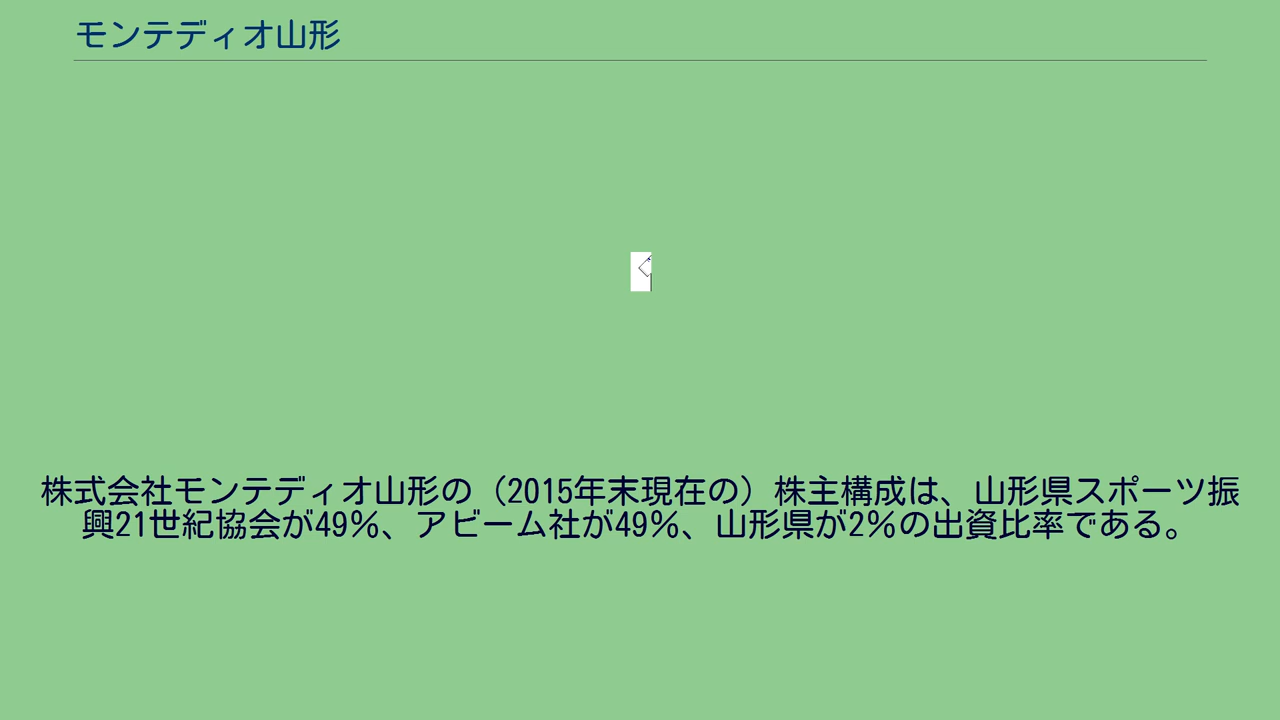 モンテディオ山形
株式会社モンテディオ山形の（2015年末現在の）株主構成は、山形県スポーツ振
興21世紀協会が49%、アビーム社が49%、山形県が2%の出資比率である。